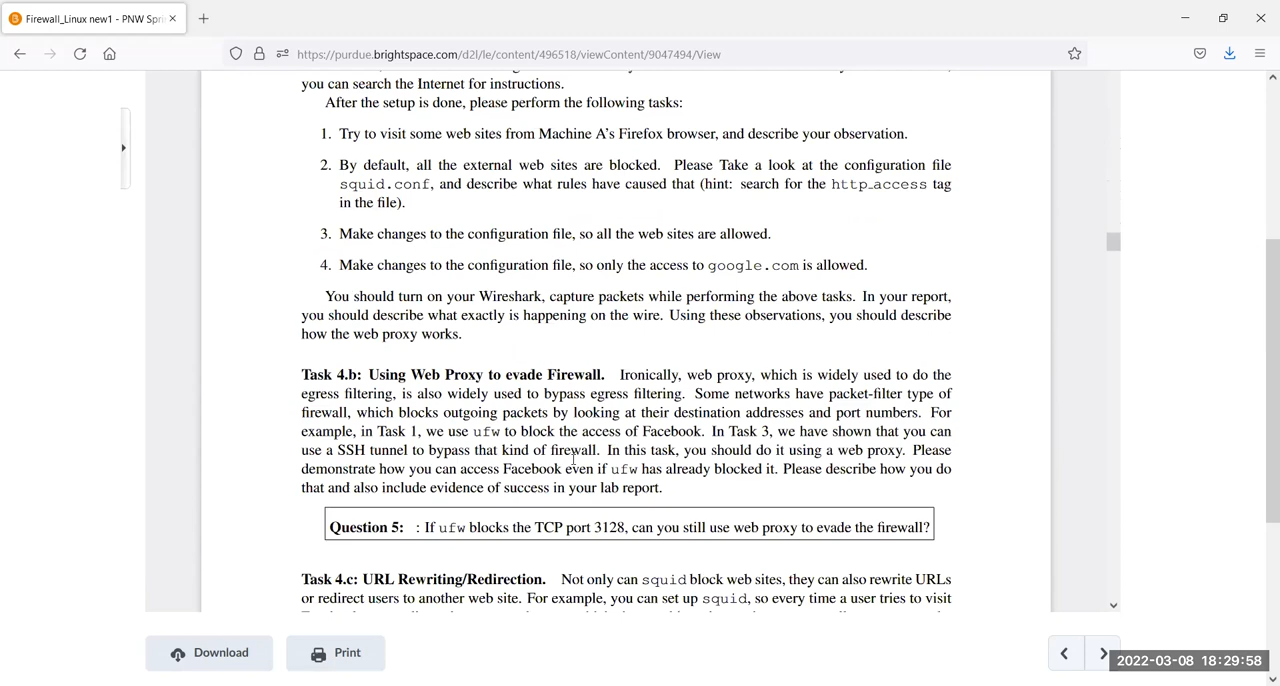 Firewall_Linux new1 - PNW Spri
https://purdue.brightspace.com/d2l/le/content/496518/viewContent/9047494/View
you can search the Internet for instructions.
After the setup is done, please perform the following tasks:
1. Try to visit some web sites from Machine A's Firefox browser, and describe your observation.
2. By default, all the external web sites are blocked. Please Take a look at the configuration file
squid.conf, and describe what rules have caused that (hint: search for the http_access tag
in the file).
3. Make changes to the configuration file, so all the web sites are allowed.
4. Make changes to the configuration file, so only the access to google.com is allowed.
You should turn on your Wireshark, capture packets while performing the above tasks. In your report,
you should describe what exactly is happening on the wire. Using these observations, you should describe
how the web proxy works.
Task 4.b: Using Web Proxy to evade Firewall. Ironically, web proxy, which is widely used to do the
egress filtering, is also widely used to bypass egress filtering. Some networks have packet-filter type of
firewall, which blocks outgoing packets by looking at their destination addresses and port numbers. For
example, in Task 1, we use ufw to block the access of Facebook. In Task 3, we have shown that you can
use a SSH tunnel to bypass that kind of firewall. In this task, you should do it using a web proxy. Please
demonstrate how you can access Facebook even if ufw has already blocked it. Please describe how you do
that and also include evidence of success in your lab report.
Question 5: : If ufw blocks the TCP port 3128, can you still use web proxy to evade the firewall?
Task 4.c: URL Rewriting/Redirection. Not only can squid block web sites, they can also rewrite URLs
or redirect users to another web site. For example, you can set up squid, so every time a user tries to visit
Download
Print
2022-03-08 18:29:58